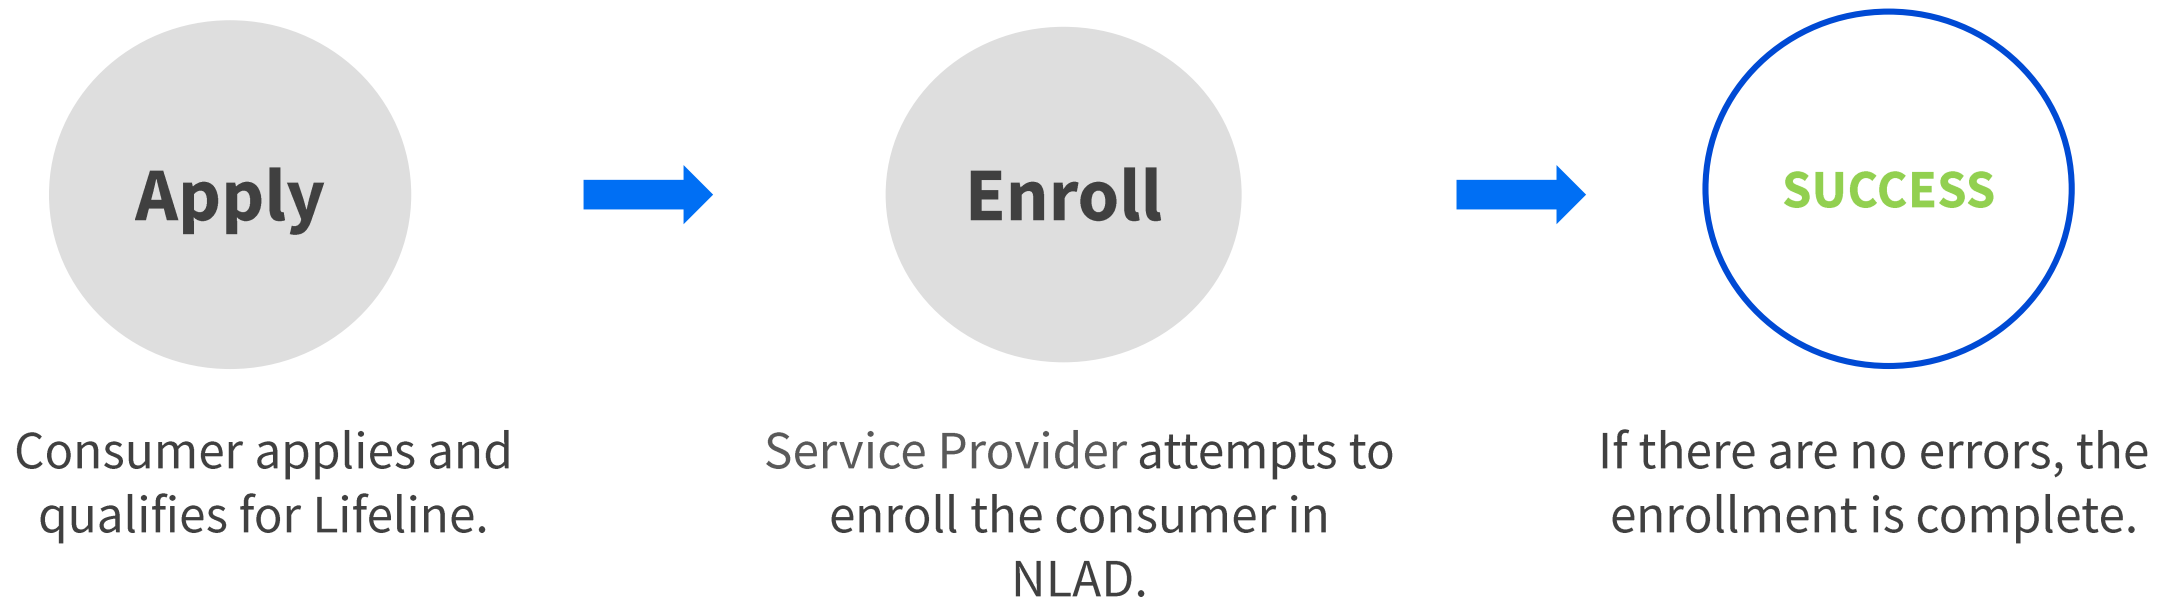 Apply
Enroll
SUCCESS
Consumer applies and
qualifies for Lifeline.
Service Provider attempts to
enroll the consumer in
NLAD.
If there are no errors, the
enrollment is complete.